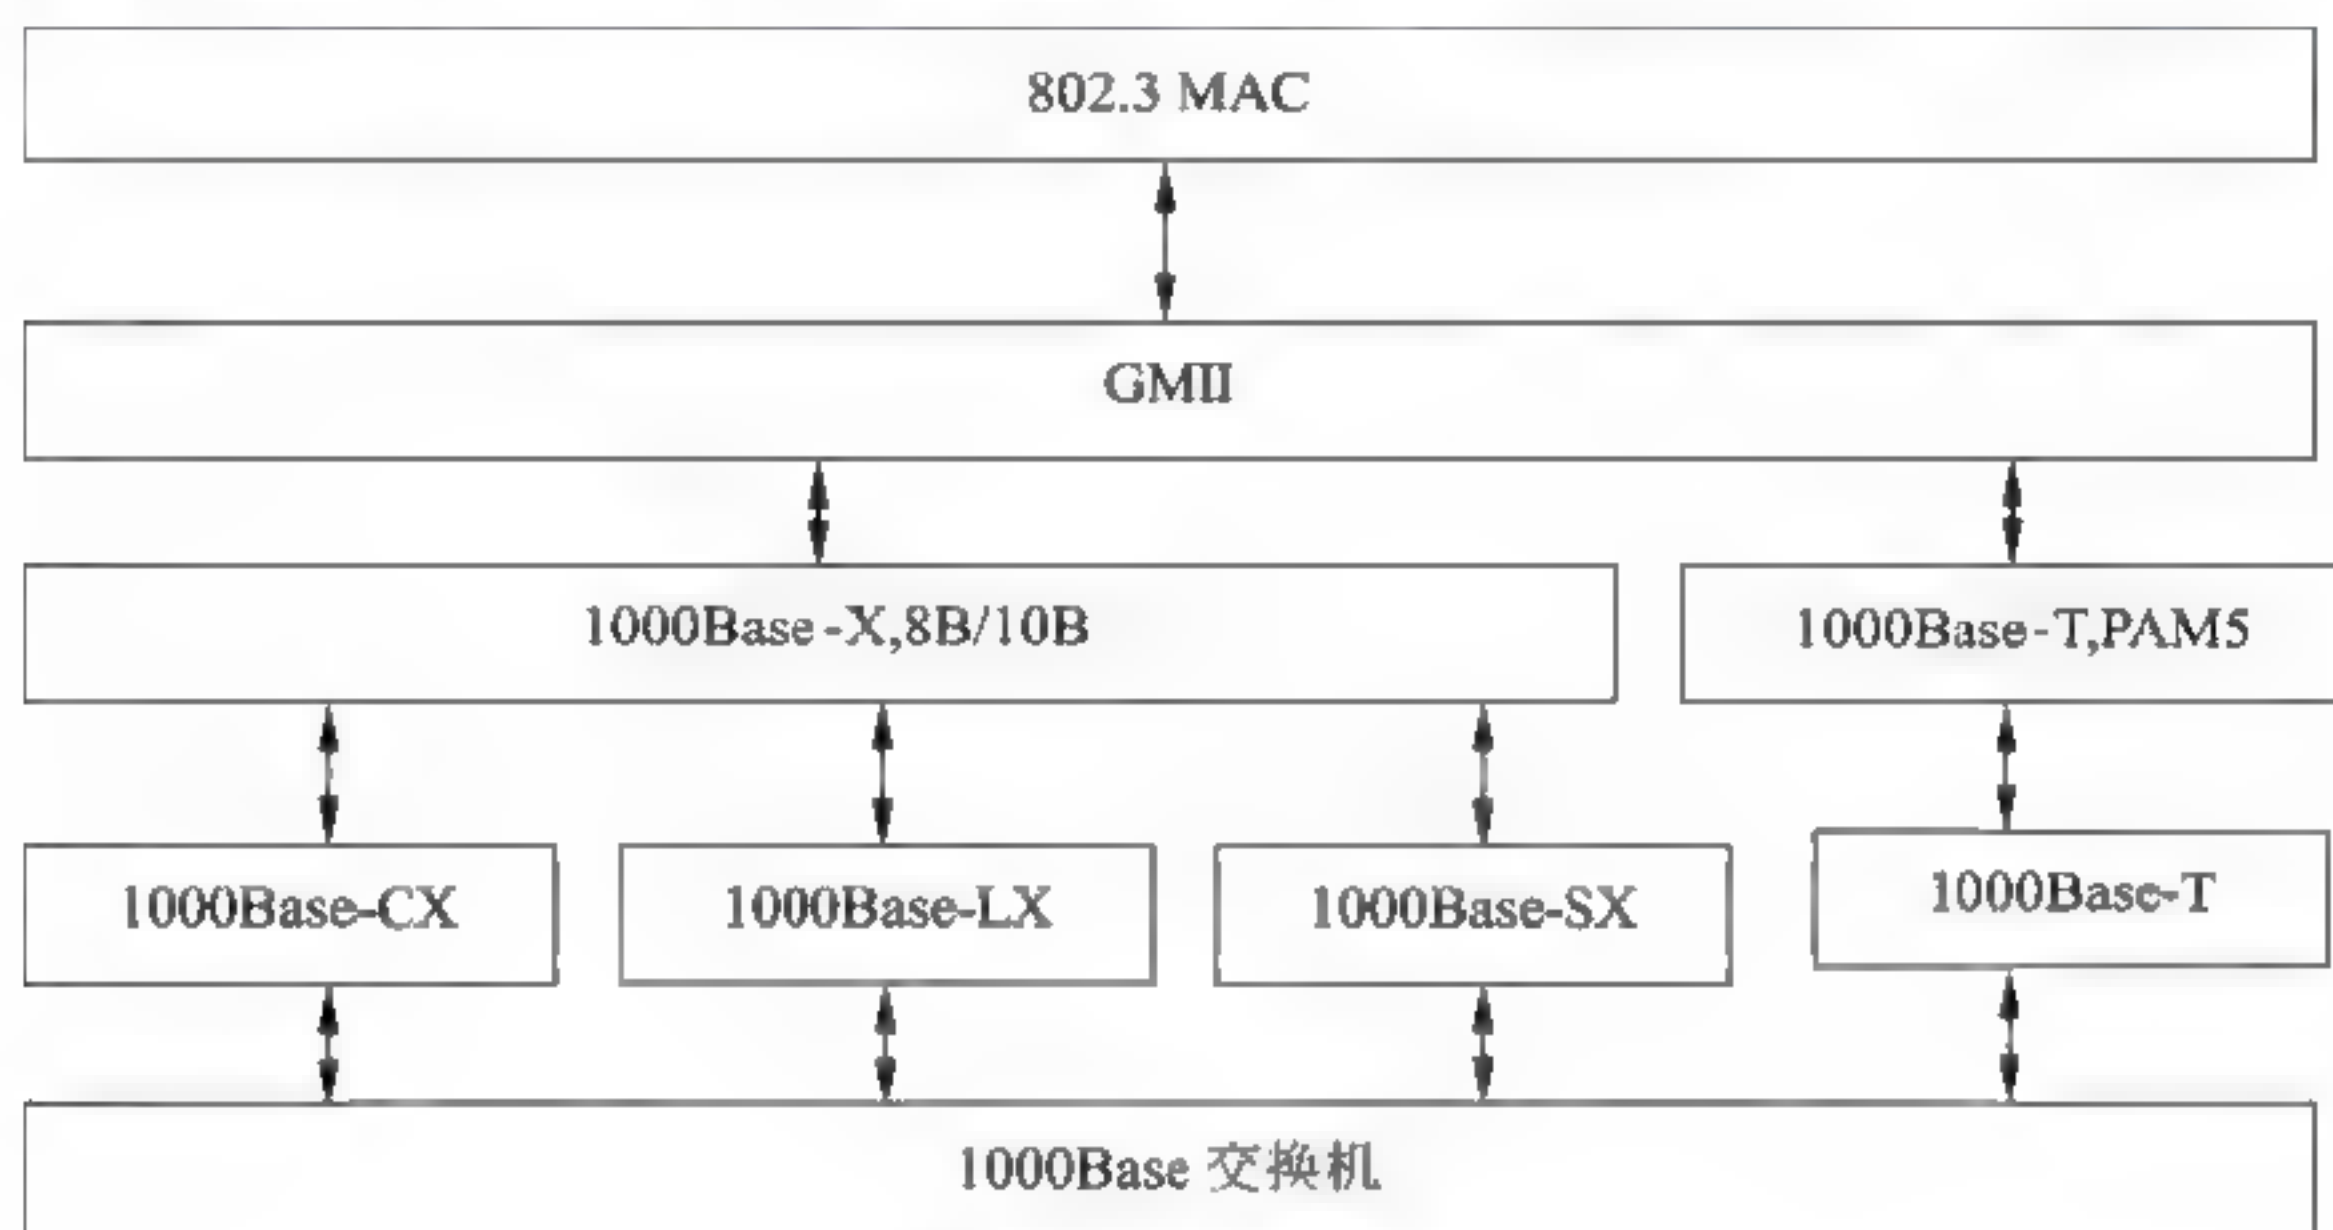 802.3 MAC
GMII
1000Base-X,8B/10B
1000Base-T,PAM5
1000Base-CX
1000Base-LX
1000Base-SX
1000Base-T
1000Base 交换机